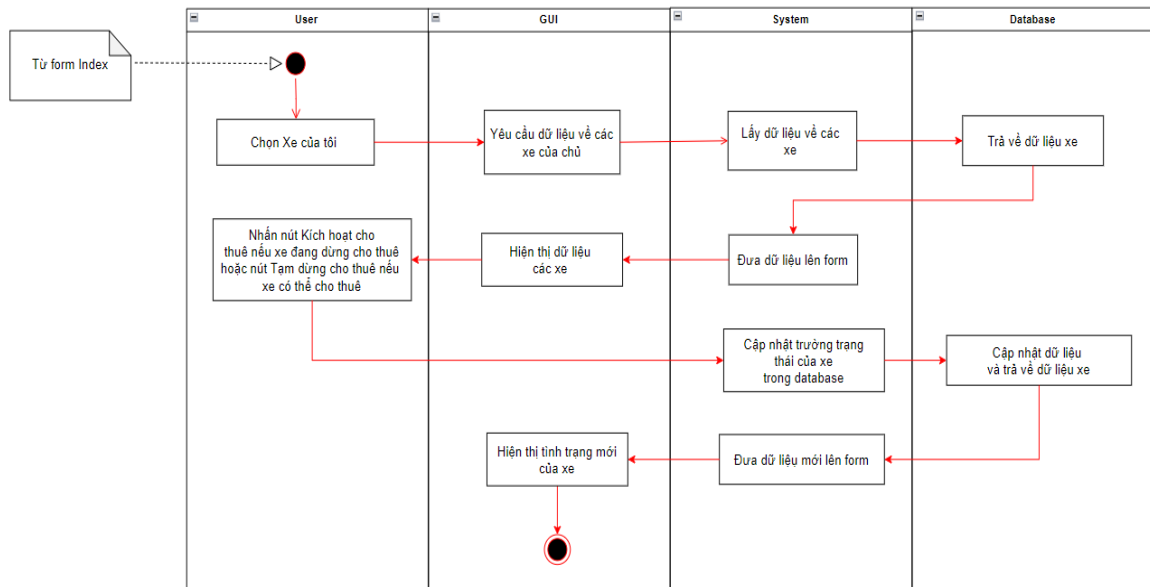 User
GUI
System
Database
Từ form Index
Chọn Xe của tôi
Yêu cầu dữ liệu về các
xe của chủ
Lấy dữ liệu về các
xe
Trả về dữ liệu xe
Nhấn nút Kích hoạt cho
thuê nếu xe đang dừng cho thuê
hoặc nút Tạm dừng cho thuê nếu
xe có thể cho thuê
Hiện thị dữ liệu
các xe
Đưa dữ liệu lên form
Cập nhật trường trạng
thái của xe
trong database
Cập nhật dữ liệu
và trả về dữ liệu xe
Hiện thị tình trạng mới
của xe
Đưa dữ liệu mới lên form